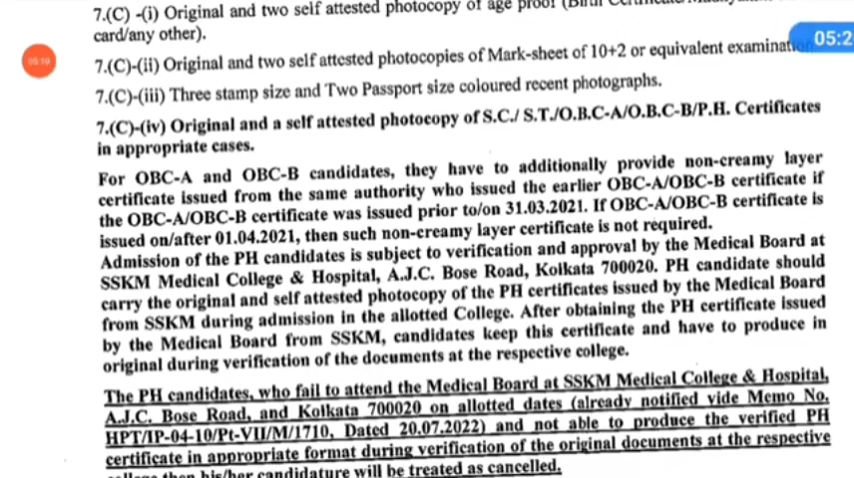 7.(C) -(i) Original and two self attested photocopy of age proof
card/any other).
05:2
05:19
7.(C)-(ii) Original and two self attested photocopies of Mark-sheet of 10+2 or equivalent
7.(C)-(iii) Three stamp size and Two Passport size coloured recent photographs.
7.(C)-(iv) Original and a self attested photocopy of S.C./ S.T./O.B.C-A/O.B.C-B/P.H. Certificates
in appropriate cases.
For OBC-A and OBC-B candidates, they have to additionally provide non-creamy layer
certificate issued from the same authority who issued the earlier OBC-A/OBC-B certificate if
the OBC-A/OBC-B certificate was issued prior to/on 31.03.2021. If OBC-A/OBC-B certificate is
issued on/after 01.04.2021, then such non-creamy layer certificate is not required.
Admission of the PH candidates is subject to verification and approval by the Medical Board at
SSKM Medical College & Hospital, A.J.C. Bose Road, Kolkata 700020. PH candidate should
carry the original and self attested photocopy of the PH certificates issued by the Medical Board
from SSKM during admission in the allotted College. After obtaining the PH certificate issued
by the Medical Board from SSKM, candidates keep this certificate and have to produce in
original during verification of the documents at the respective college.
The PH candidates, who fail to attend the Medical Board at SSKM Medical College & Hospital,
A.J.C. Bose Road, and Kolkata 700020 on allotted dates (already notified vide Memo No.
HPT/IP-04-10/Pt-VII/M/1710, Dated 20.07.2022) and not able to produce the verified PH
certificate in appropriate format during verification of the original documents at the respective
then his/her candidature will be treated as cancelled.